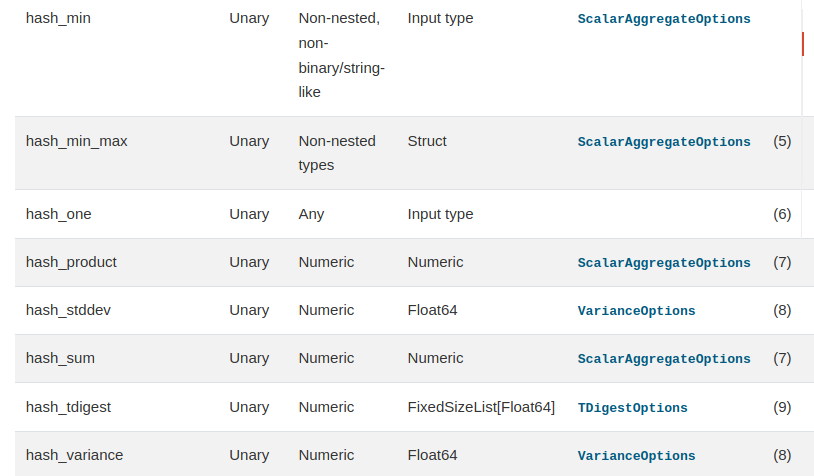 hash_min Unary Non-nested, Input type ScalarAggregateOptions
non-
binary/string-
like
hash_min_max Unary Non-nested Struct ScalarAggregateOptions (5)
types
hash_one Unary Any Input type (6)
hash_product Unary Numeric Numeric ScalarAggregateOptions (7)
hash_stddev Unary Numeric Float64 VarianceOptions (8)
hash_sum Unary Numeric Numeric ScalarAggregateOptions (7)
hash_tdigest Unary Numeric FixedSizeList[Float64] TDigestOptions (9)
hash_variance Unary Numeric Float64 VarianceOptions (8)